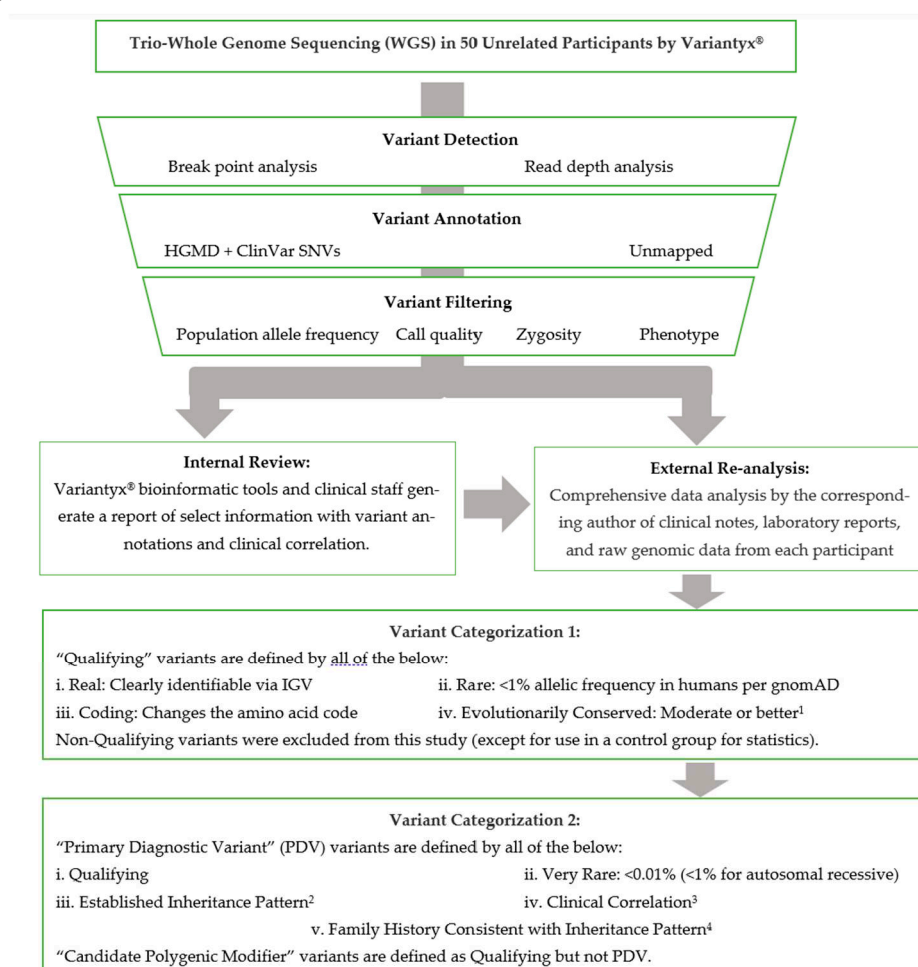 Trio-Whole Genome Sequencing (WGS) in 50 Unrelated Participants by Variantyx®
Variant Detection
Break point analysis Read depth analysis
Variant Annotation
HGMD + ClinVar SNVs Unmapped
Variant Filtering
Population allele frequency Call quality Zygosity Phenotype
Internal Review:
Variantyx® bioinformatic tools and clinical staff gen-
erate a report of select information with variant an-
notations and clinical correlation.
External Re-analysis:
Comprehensive data analysis by the correspond-
ing author of clinical notes, laboratory reports,
and raw genomic data from each participant
Variant Categorization 1:
“Qualifying” variants are defined by all of the below:
i. Real: Clearly identifiable via IGV ii. Rare: <1% allelic frequency in humans per gnomAD
iii. Coding: Changes the amino acid code iv. Evolutionarily Conserved: Moderate or better¹
Non-Qualifying variants were excluded from this study (except for use in a control group for statistics).
Variant Categorization 2:
“Primary Diagnostic Variant” (PDV) variants are defined by all of the below:
i. Qualifying ii. Very Rare: <0.01% (<1% for autosomal recessive)
iii. Established Inheritance Pattern² iv. Clinical Correlation³
v. Family History Consistent with Inheritance Pattern⁴
“Candidate Polygenic Modifier” variants are defined as Qualifying but not PDV.